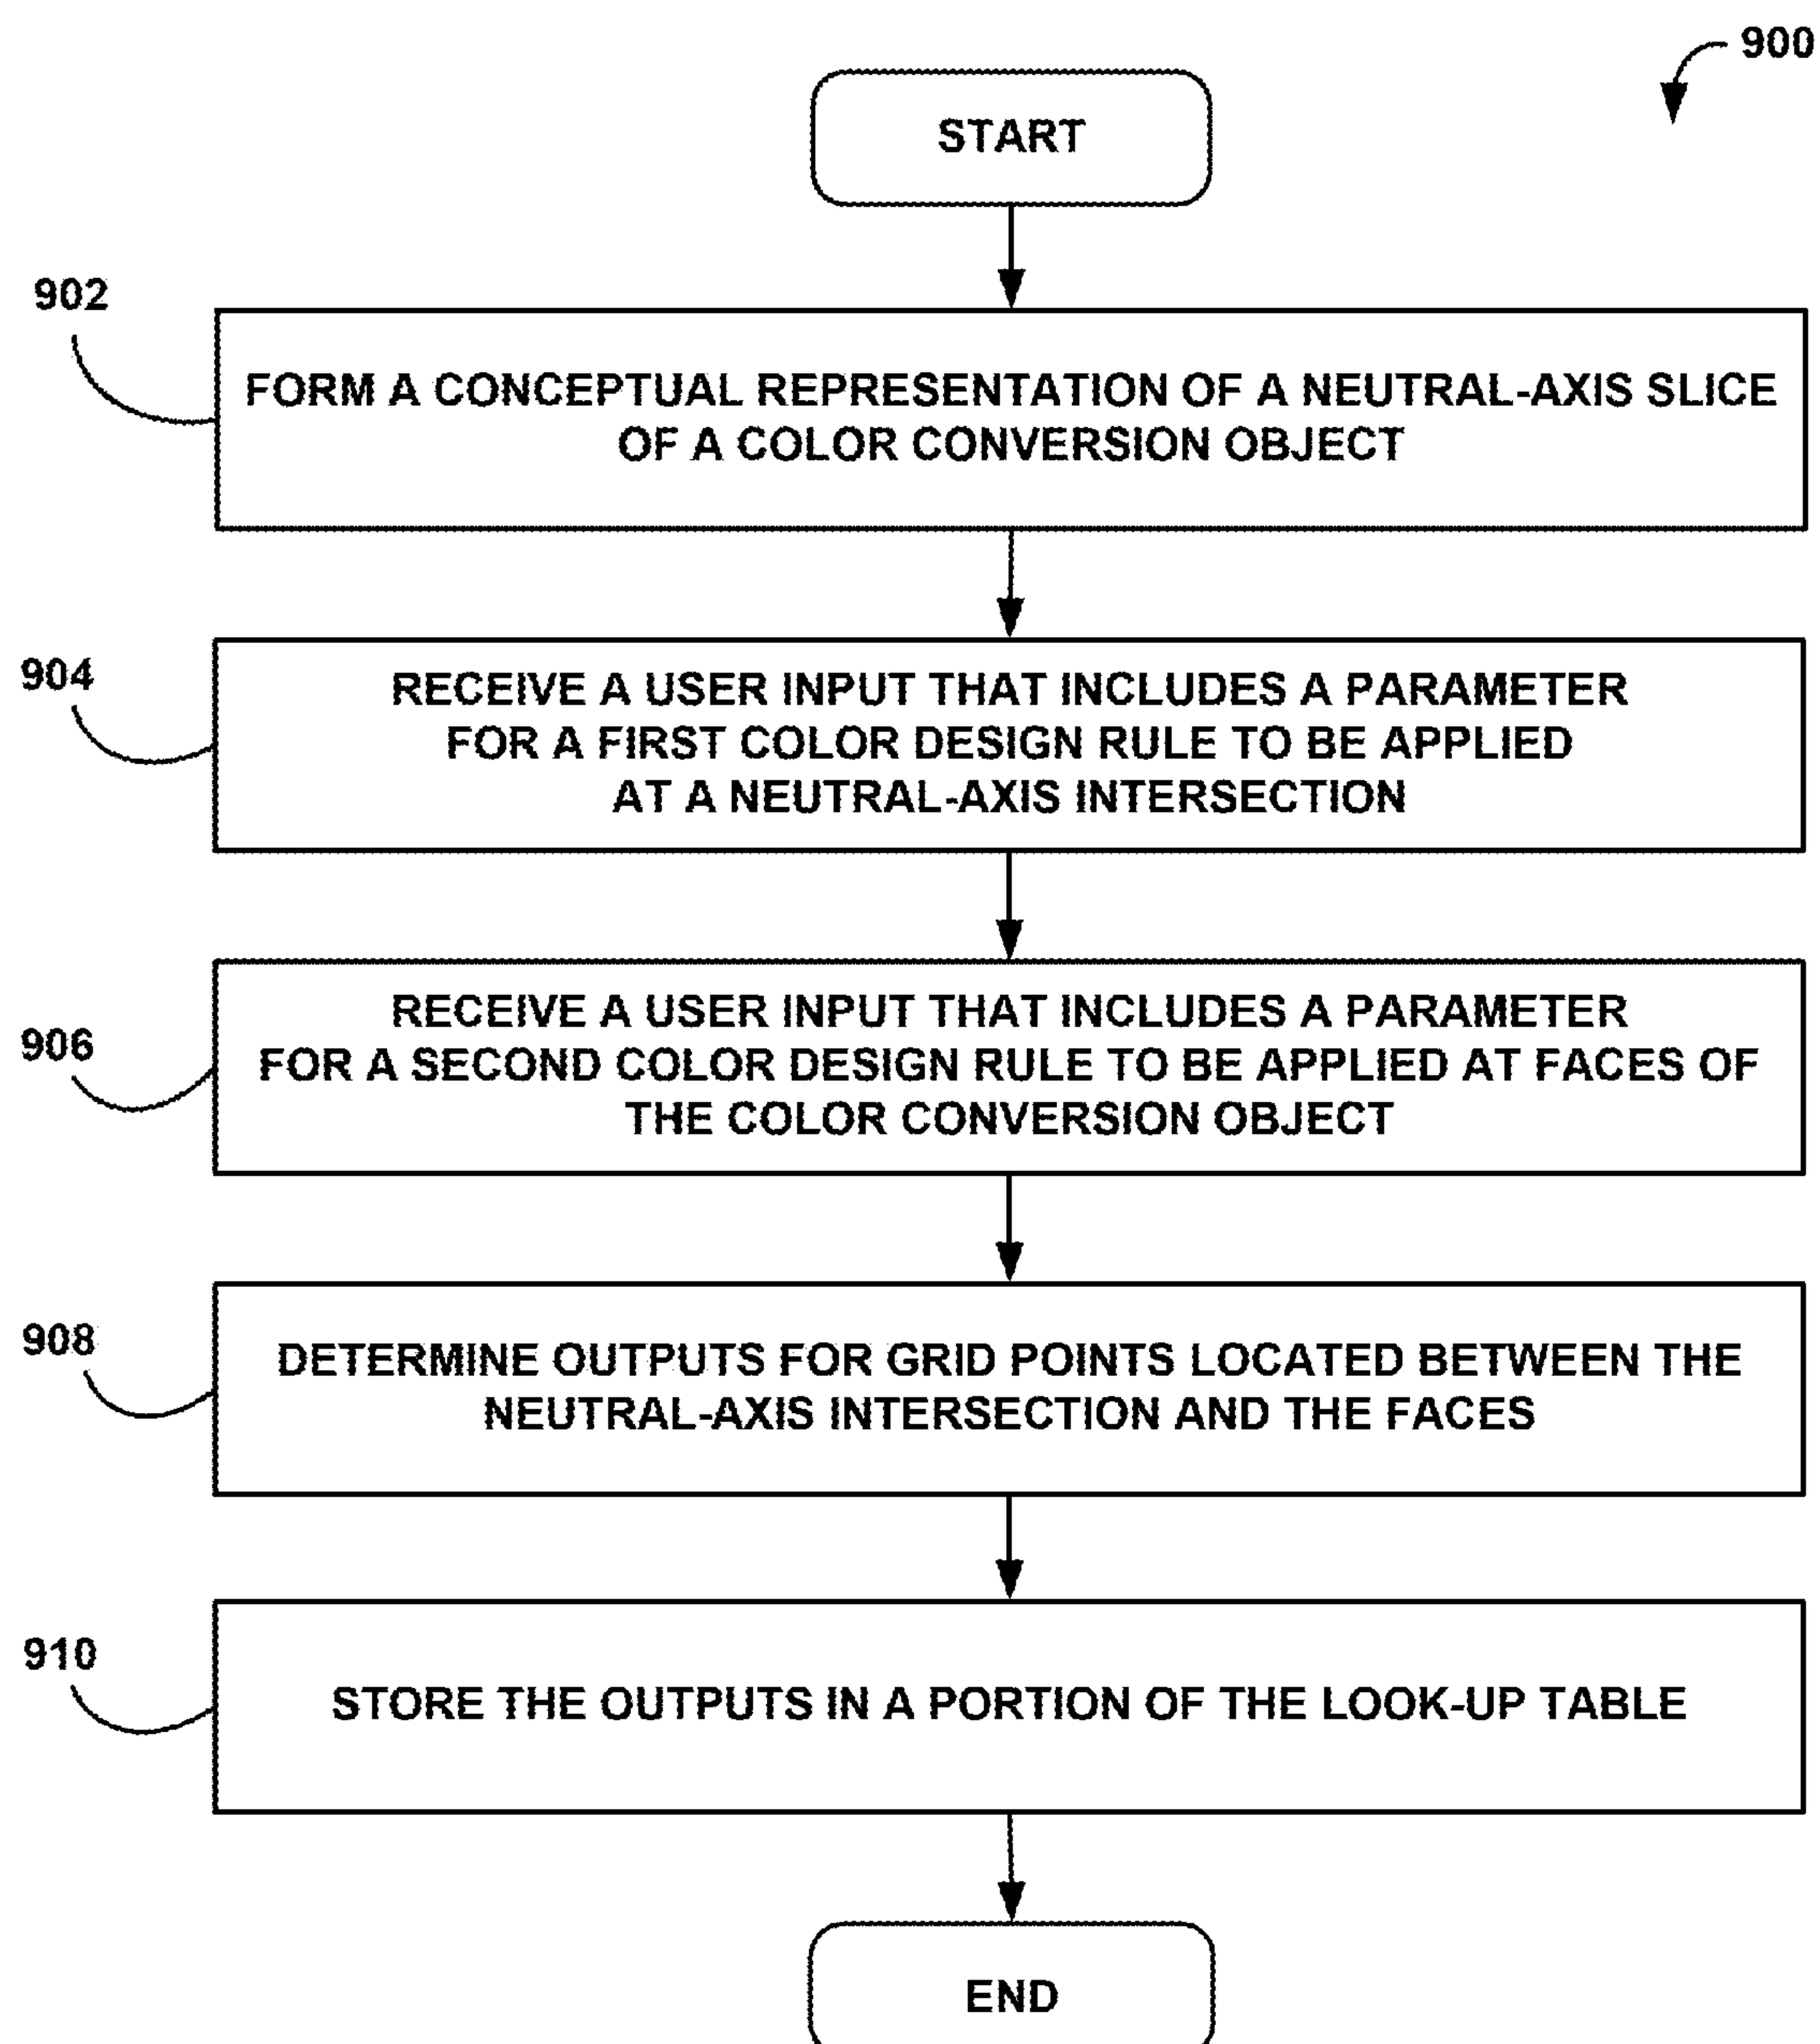 900
START
902
FORM A CONCEPTUAL REPRESENTATION OF A NEUTRAL-AXIS SLICE
OF A COLOR CONVERSION OBJECT
904
RECEIVE A USER INPUT THAT INCLUDES A PARAMETER
FOR A FIRST COLOR DESIGN RULE TO BE APPLIED
AT A NEUTRAL-AXIS INTERSECTION
906
RECEIVE A USER INPUT THAT INCLUDES A PARAMETER
FOR A SECOND COLOR DESIGN RULE TO BE APPLIED AT FACES OF
THE COLOR CONVERSION OBJECT
908
DETERMINE OUTPUTS FOR GRID POINTS LOCATED BETWEEN THE
NEUTRAL-AXIS INTERSECTION AND THE FACES
910
STORE THE OUTPUTS IN A PORTION OF THE LOOK-UP TABLE
END